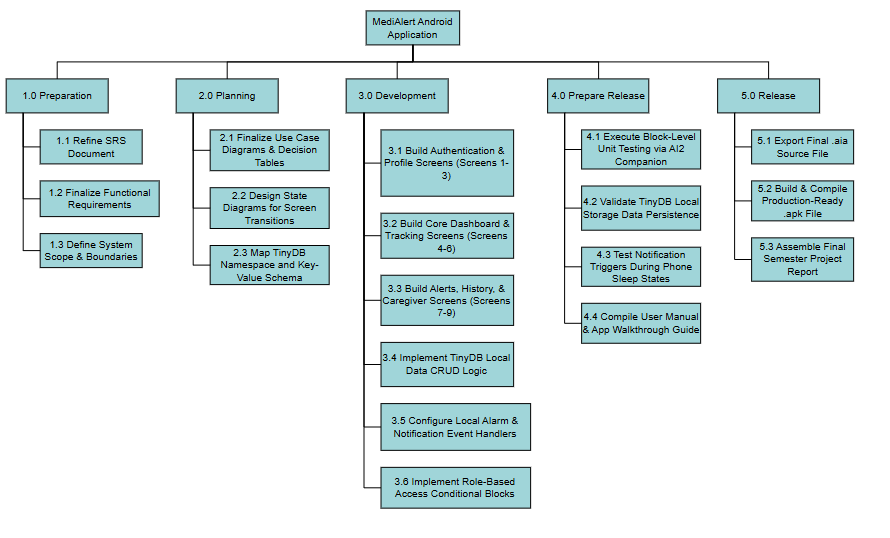 MediAlert Android
Application
1.0 Preparation
2.0 Planning
3.0 Development
4.0 Prepare Release
5.0 Release
1.1 Refine SRS
Document
1.2 Finalize Functional
Requirements
1.3 Define System
Scope & Boundaries
2.1 Finalize Use Case
Diagrams & Decision
Tables
2.2 Design State
Diagrams for Screen
Transitions
2.3 Map TinyDB
Namespace and Key-
Value Schema
3.1 Build Authentication &
Profile Screens (Screens 1-
3)
3.2 Build Core Dashboard &
Tracking Screens (Screens
4-6)
3.3 Build Alerts, History, &
Caregiver Screens (Screens
7-9)
3.4 Implement TinyDB Local
Data CRUD Logic
3.5 Configure Local Alarm &
Notification Event Handlers
3.6 Implement Role-Based
Access Conditional Blocks
4.1 Execute Block-Level
Unit Testing via AI2
Companion
4.2 Validate TinyDB Local
Storage Data Persistence
4.3 Test Notification
Triggers During Phone
Sleep States
4.4 Compile User Manual
& App Walkthrough Guide
5.1 Export Final .aia
Source File
5.2 Build & Compile
Production-Ready
.apk File
5.3 Assemble Final
Semester Project
Report